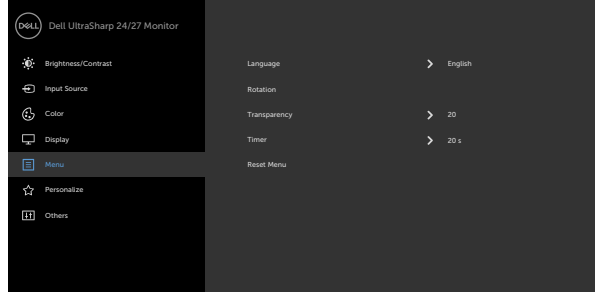 DELL Dell UltraSharp 24/27 Monitor
Brightness/Contrast
Input Source
Color
Display
Menu
Personalize
Others
Language > English
Rotation
Transparency > 20
Timer > 20 s
Reset Menu